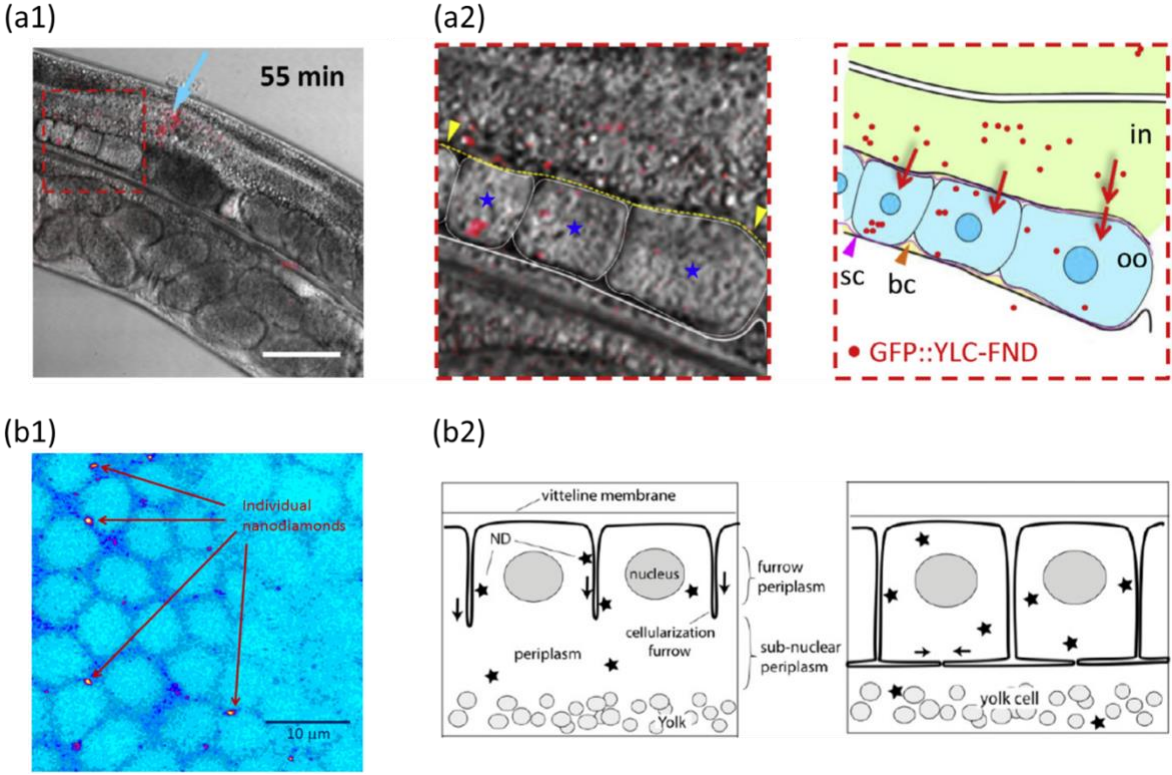 (a1)
(a2)
55 min
in
oo
sc
bc
GFP::YLC-FND
(b1)
(b2)
Individual
nanodiamonds
10 μm
vitteline membrane
ND
nucleus
furrow
periplasm
cellularization
furrow
periplasm
sub-nuclear
periplasm
Yolk
yolk cell